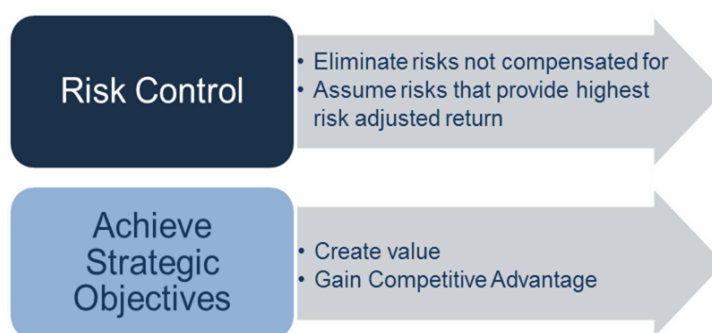 Risk Control
• Eliminate risks not compensated for
• Assume risks that provide highest
risk adjusted return
Achieve
Strategic
Objectives
• Create value
• Gain Competitive Advantage